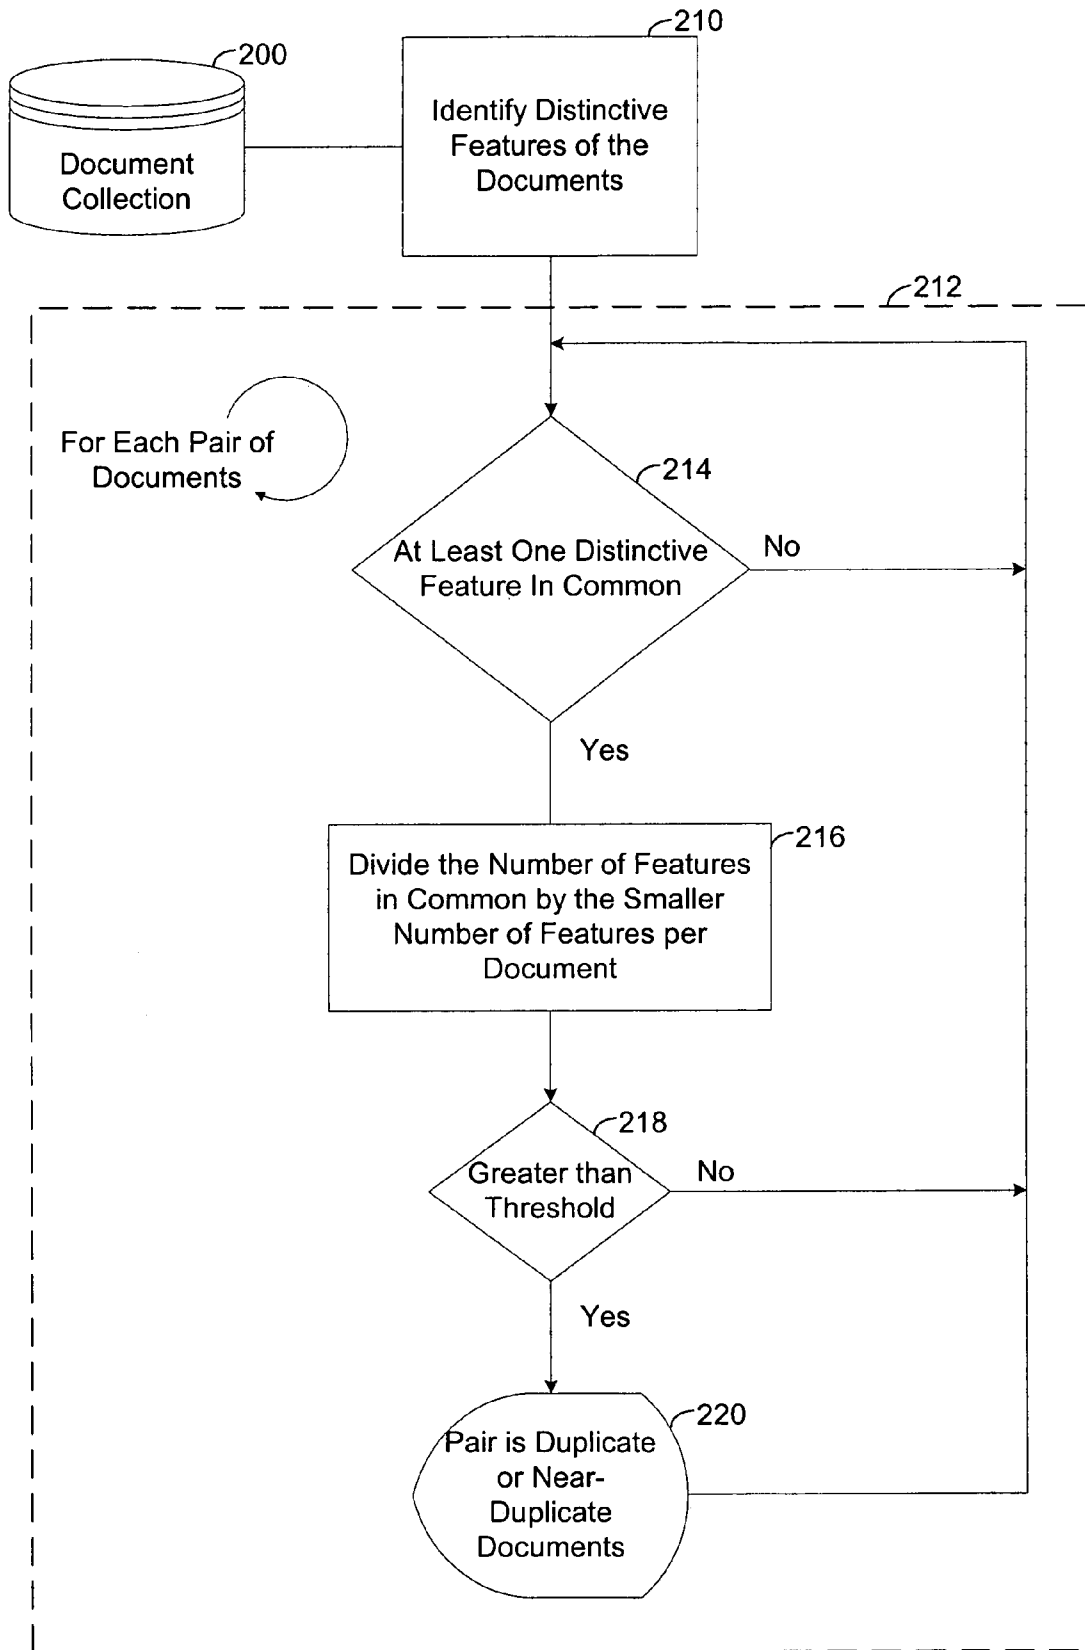 210
200
Identify Distinctive
Features of the
Documents
Document
Collection
212
For Each Pair of
Documents
214
At Least One Distinctive
Feature In Common
No
Yes
216
Divide the Number of Features
in Common by the Smaller
Number of Features per
Document
218
Greater than
Threshold
No
Yes
220
Pair is Duplicate
or Near-
Duplicate
Documents